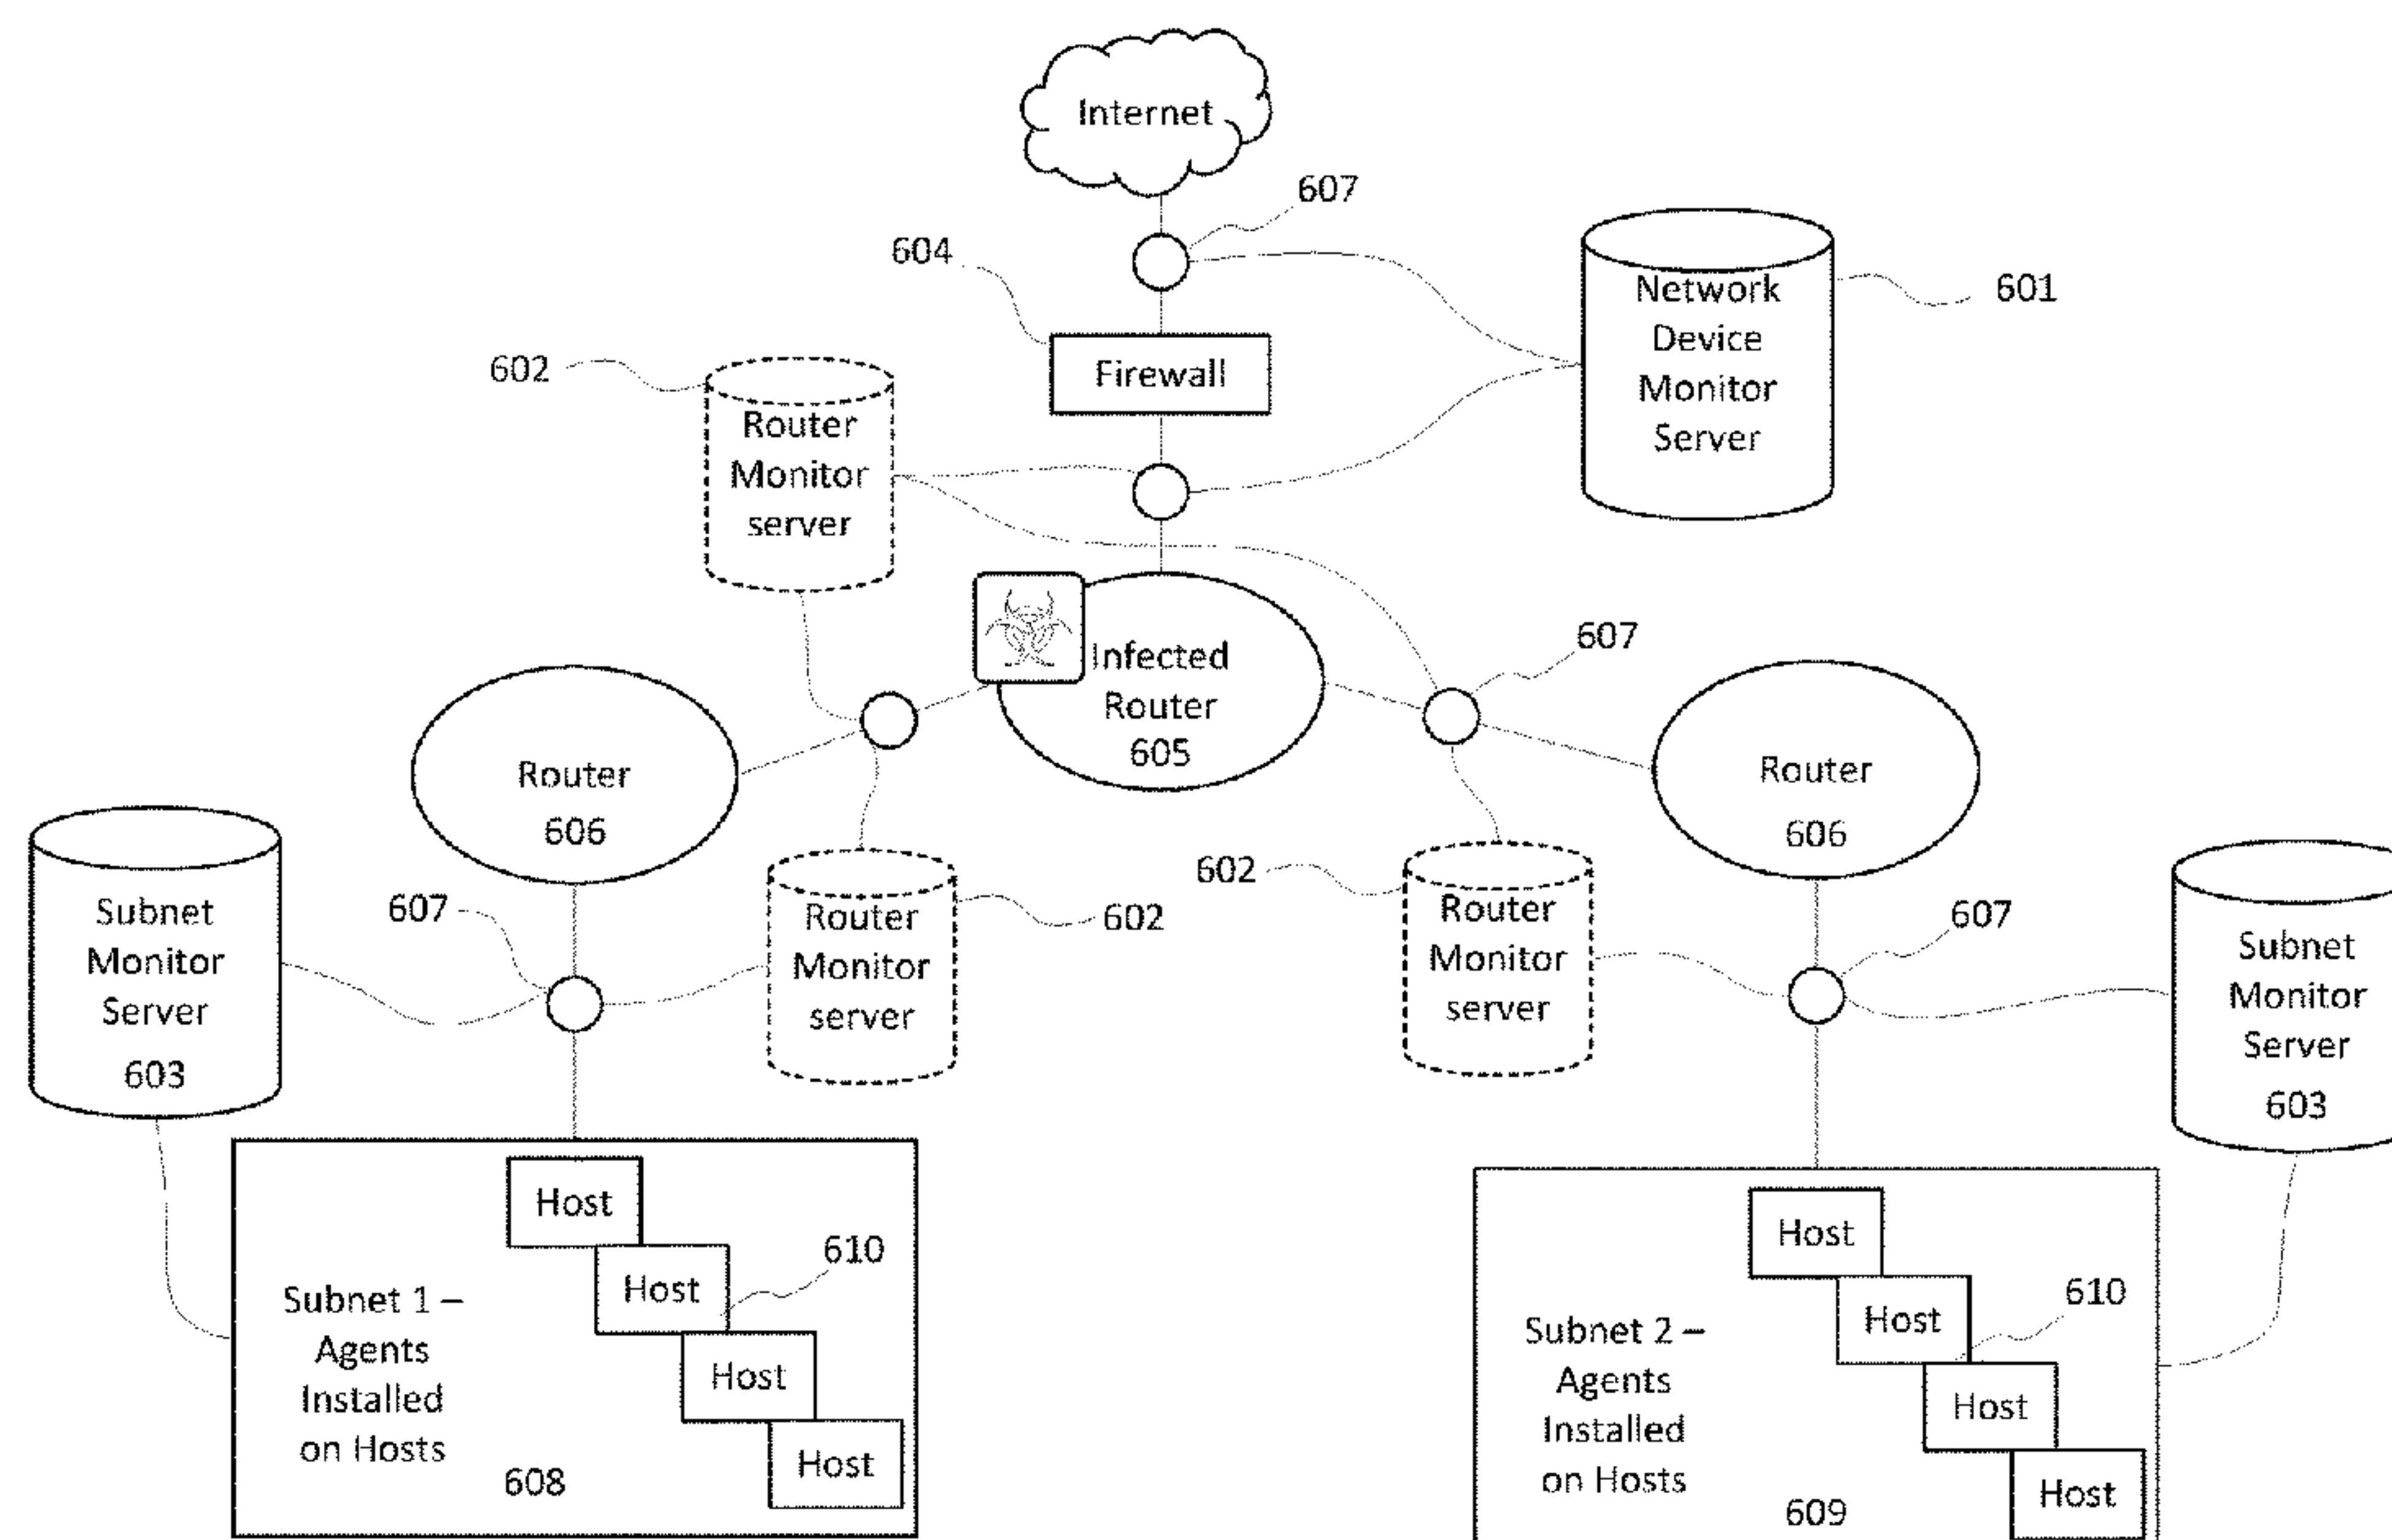 Internet
607
604
Firewall
Network
Device
Monitor
Server
601
602
Router
Monitor
server
Infected
Router
605
607
Router
606
Router
606
Subnet
Monitor
Server
603
607
Router
Monitor
server
602
602
Router
Monitor
server
607
Subnet
Monitor
Server
603
Subnet 1 –
Agents
Installed
on Hosts
608
Host
Host
Host
Host
610
Subnet 2 –
Agents
Installed
on Hosts
609
Host
Host
Host
Host
610